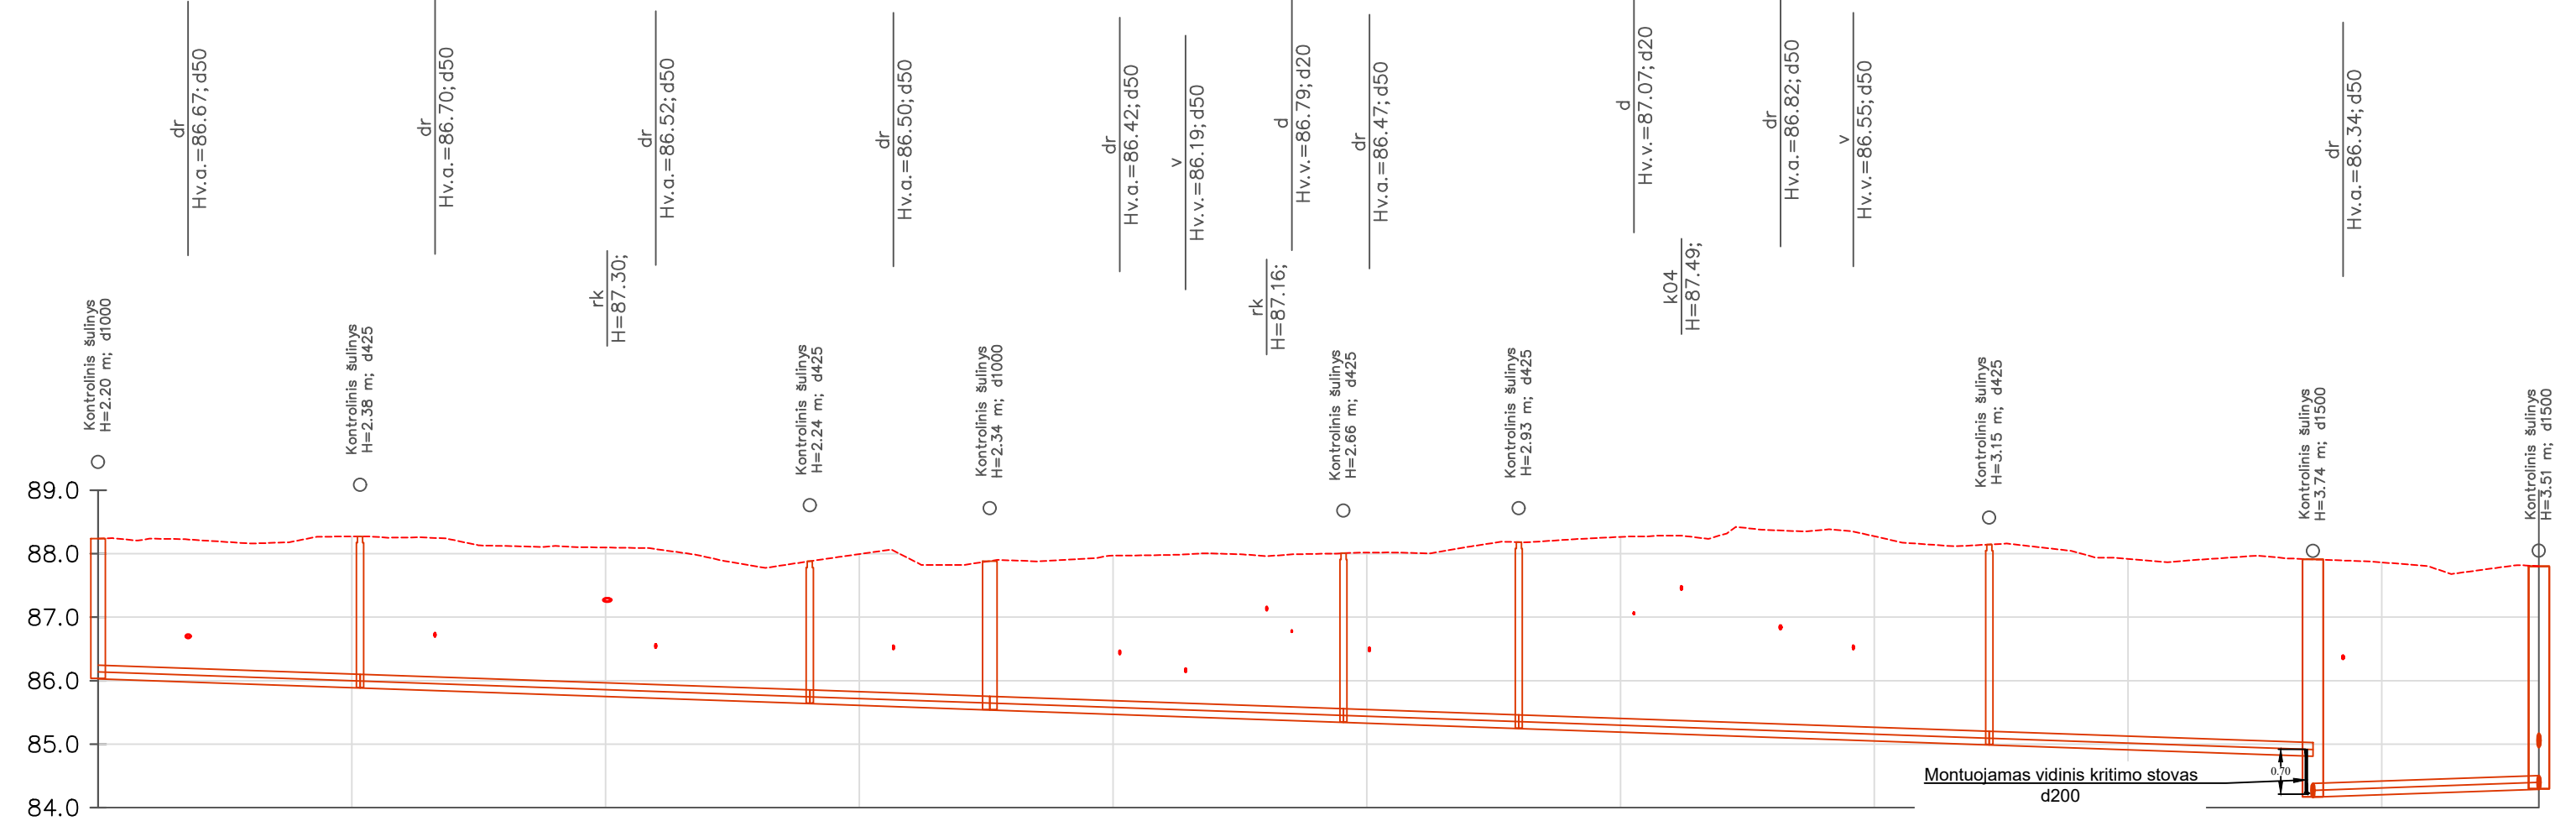 dr
Hv.a.=86.67;d50
dr
Hv.a.=86.70;d50
dr
Hv.a.=86.52;d50
dr
Hv.a.=86.50;d50
dr
Hv.a.=86.42;d50
v
Hv.v.=86.19;d50
d
Hv.v.=86.79;d20
dr
Hv.a.=86.47;d50
d
Hv.v.=87.07;d20
dr
Hv.a.=86.82;d50
v
Hv.v.=86.55;d50
dr
Hv.a.=86.34;d50
rk
H=87.30;
rk
H=87.16;
k04
H=87.49;
Kontrolinis šulinys
H=2.20 m; d1000
Kontrolinis šulinys
H=2.38 m; d425
Kontrolinis šulinys
H=2.24 m; d425
Kontrolinis šulinys
H=2.34 m; d1000
Kontrolinis šulinys
H=2.66 m; d425
Kontrolinis šulinys
H=2.93 m; d425
Kontrolinis šulinys
H=3.15 m; d425
Kontrolinis šulinys
H=3.74 m; d1500
Kontrolinis šulinys
H=3.51 m; d1500
89.0
88.0
87.0
86.0
85.0
84.0
Montuojamas vidinis kritimo stovas
d200
0.70